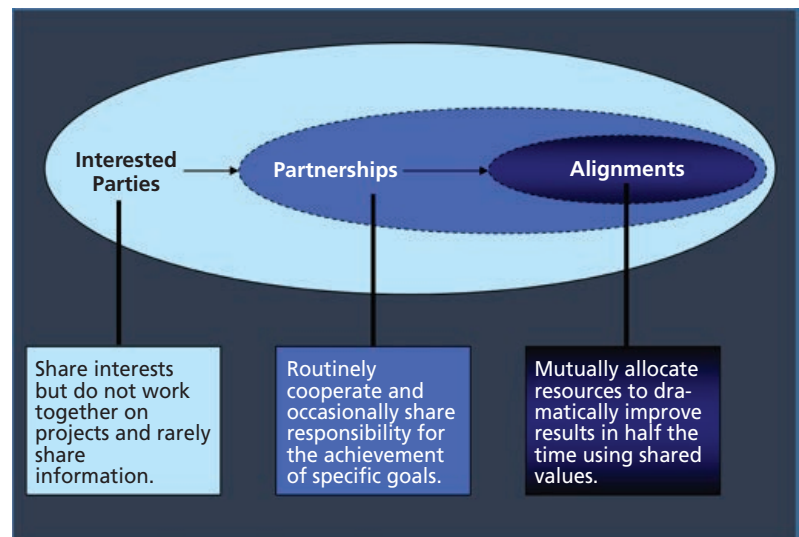 Interested
Parties
Partnerships
Alignments
Share interests
but do not work
together on
projects and rarely
share
information.
Routinely
cooperate and
occasionally share
responsibility for
the achievement
of specific goals.
Mutually allocate
resources to dra-
matically improve
results in half the
time using shared
values.